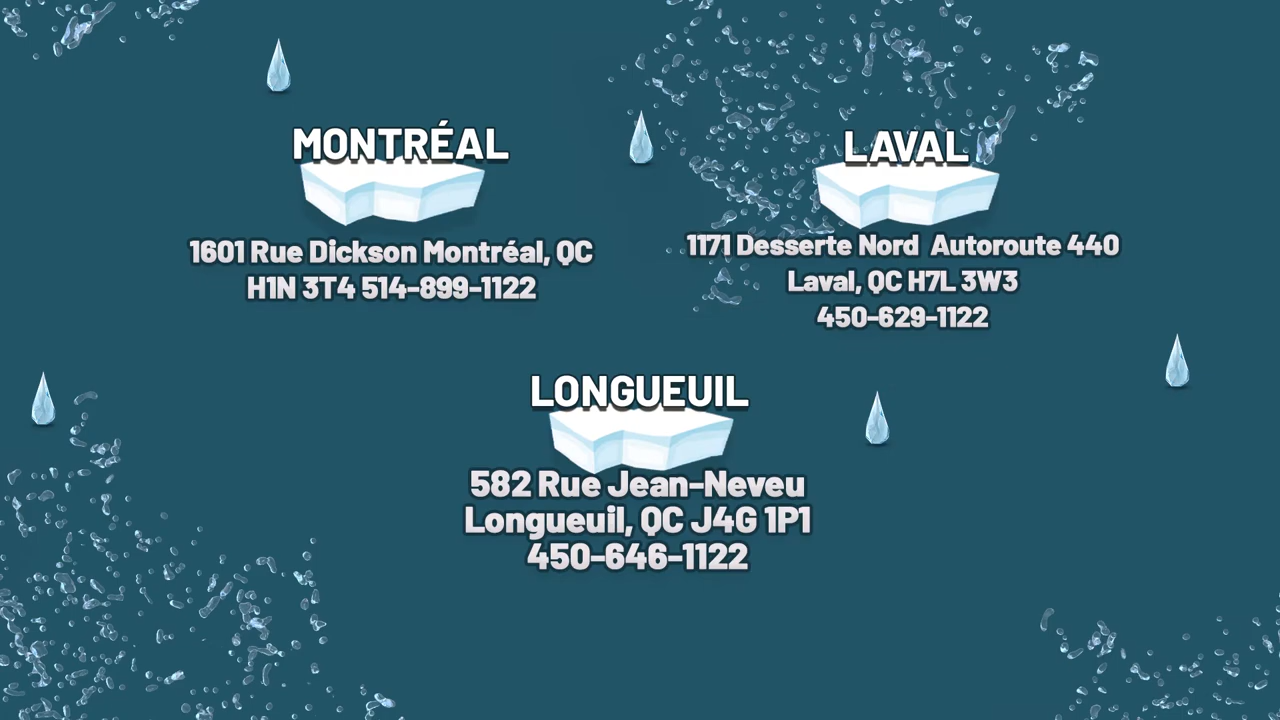 MONTRÉAL
1601 Rue Dickson Montréal, QC
H1N 3T4 514-899-1122
LAVAL
1171 Desserte Nord  Autoroute 440
Laval, QC H7L 3W3
450-629-1122
LONGUEUIL
582 Rue Jean-Neveu
Longueuil, QC J4G 1P1
450-646-1122